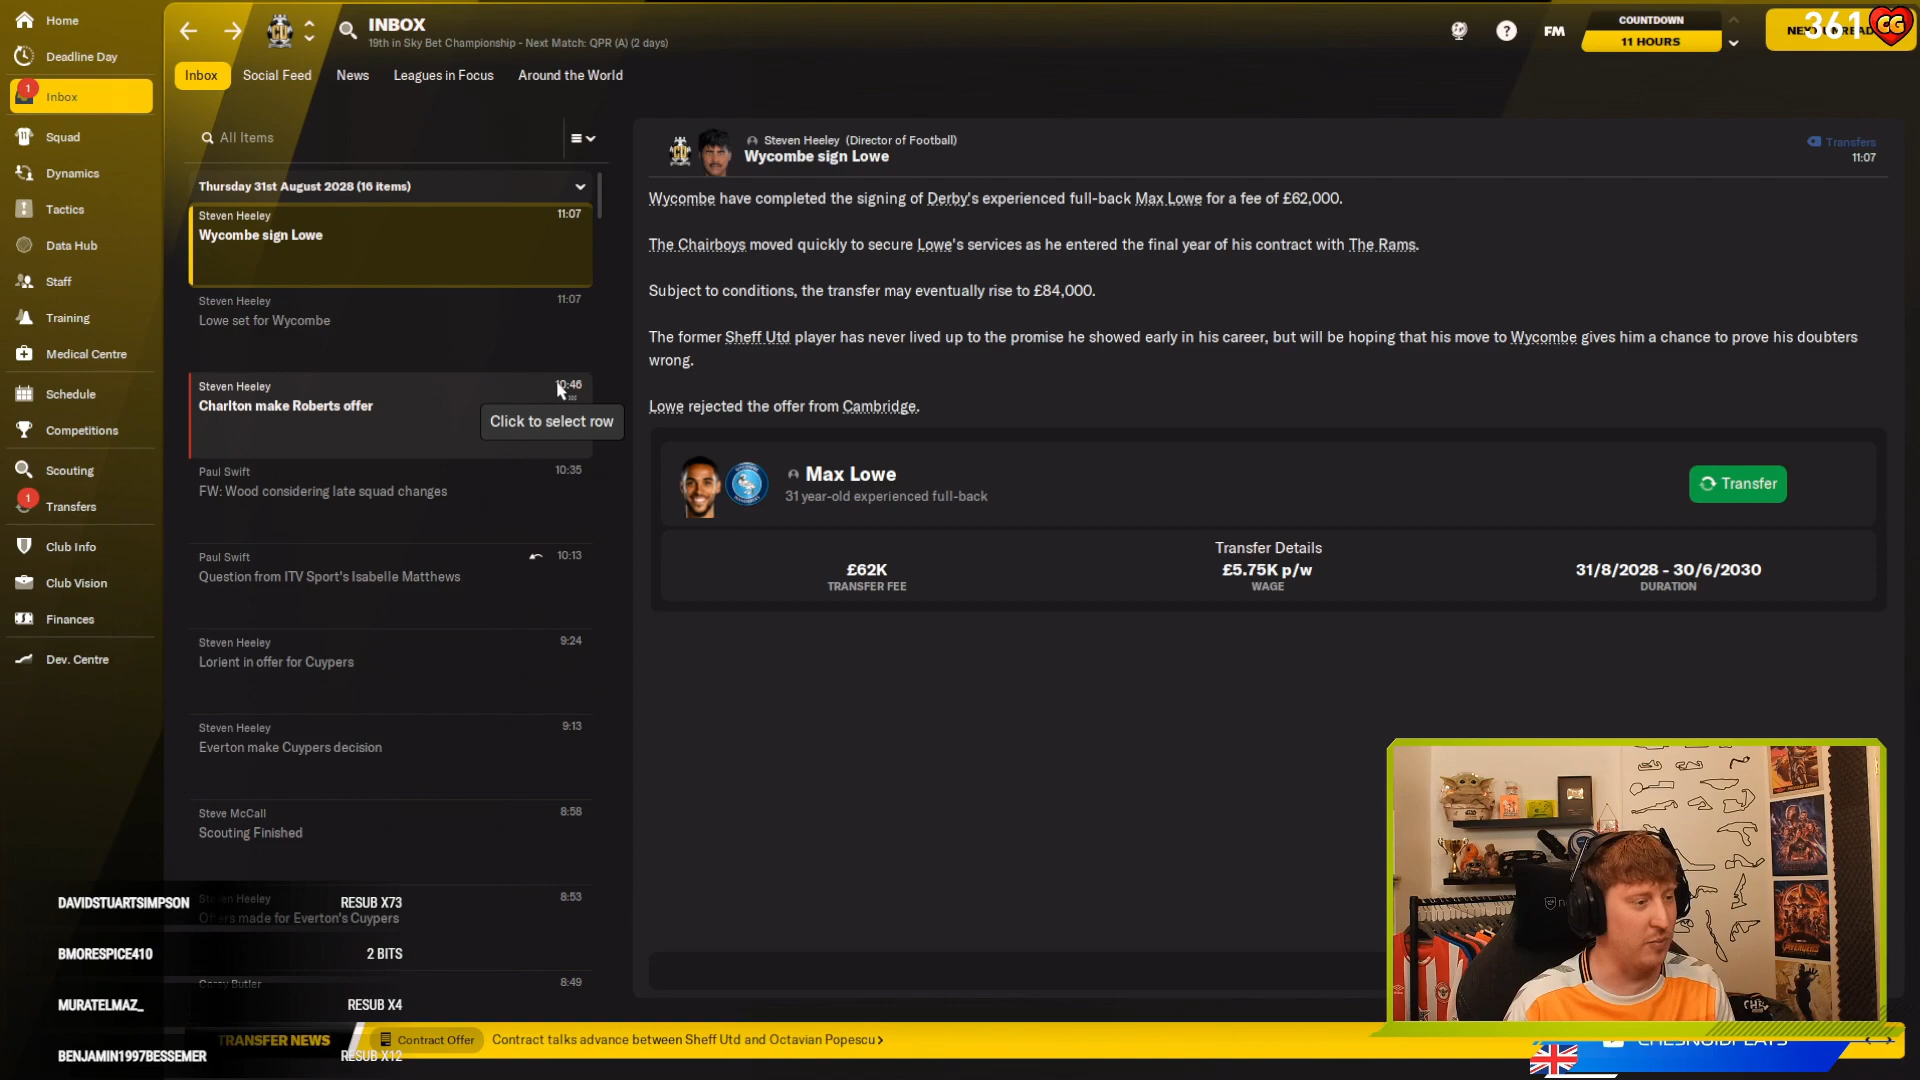 Home
Deadline Day
1
Inbox
Squad
Dynamics
Tactics
Data Hub
Staff
Training
Medical Centre
Schedule
Competitions
Scouting
1
Transfers
Club Info
Club Vision
Finances
Dev. Centre
INBOX
19th in Sky Bet Championship - Next Match: QPR (A) (2 days)
FM
COUNTDOWN
11 HOURS
361
CG
Inbox
Social Feed
News
Leagues in Focus
Around the World
All Items
Thursday 31st August 2028 (16 items)
Steven Heeley
11:07
Wycombe sign Lowe
Steven Heeley
11:07
Lowe set for Wycombe
Steven Heeley
10:46
Charlton make Roberts offer
Click to select row
Paul Swift
10:35
FW: Wood considering late squad changes
Paul Swift
10:13
Question from ITV Sport's Isabelle Matthews
Steven Heeley
9:24
Lorient in offer for Cuypers
Steven Heeley
9:13
Everton make Cuypers decision
Steve McCall
8:58
Scouting Finished
8:53
Offers made for Everton's Cuypers
8:49
Steven Heeley (Director of Football)
Wycombe sign Lowe
Transfers
11:07
Wycombe have completed the signing of Derby's experienced full-back Max Lowe for a fee of £62,000.
The Chairboys moved quickly to secure Lowe's services as he entered the final year of his contract with The Rams.
Subject to conditions, the transfer may eventually rise to £84,000.
The former Sheff Utd player has never lived up to the promise he showed early in his career, but will be hoping that his move to Wycombe gives him a chance to prove his doubters
wrong.
Lowe rejected the offer from Cambridge.
Max Lowe
31 year-old experienced full-back
Transfer
Transfer Details
£62K
TRANSFER FEE
£5.75K p/w
WAGE
31/8/2028 - 30/6/2030
DURATION
DAVIDSTUARTSIMPSON RESUB X73
BMORESPICE410 2 BITS
MURATELMAZ_ RESUB X4
BENJAMIN1997BESSEMER RESUB X12
TRANSFER NEWS
Contract Offer
Contract talks advance between Sheff Utd and Octavian Popescu>